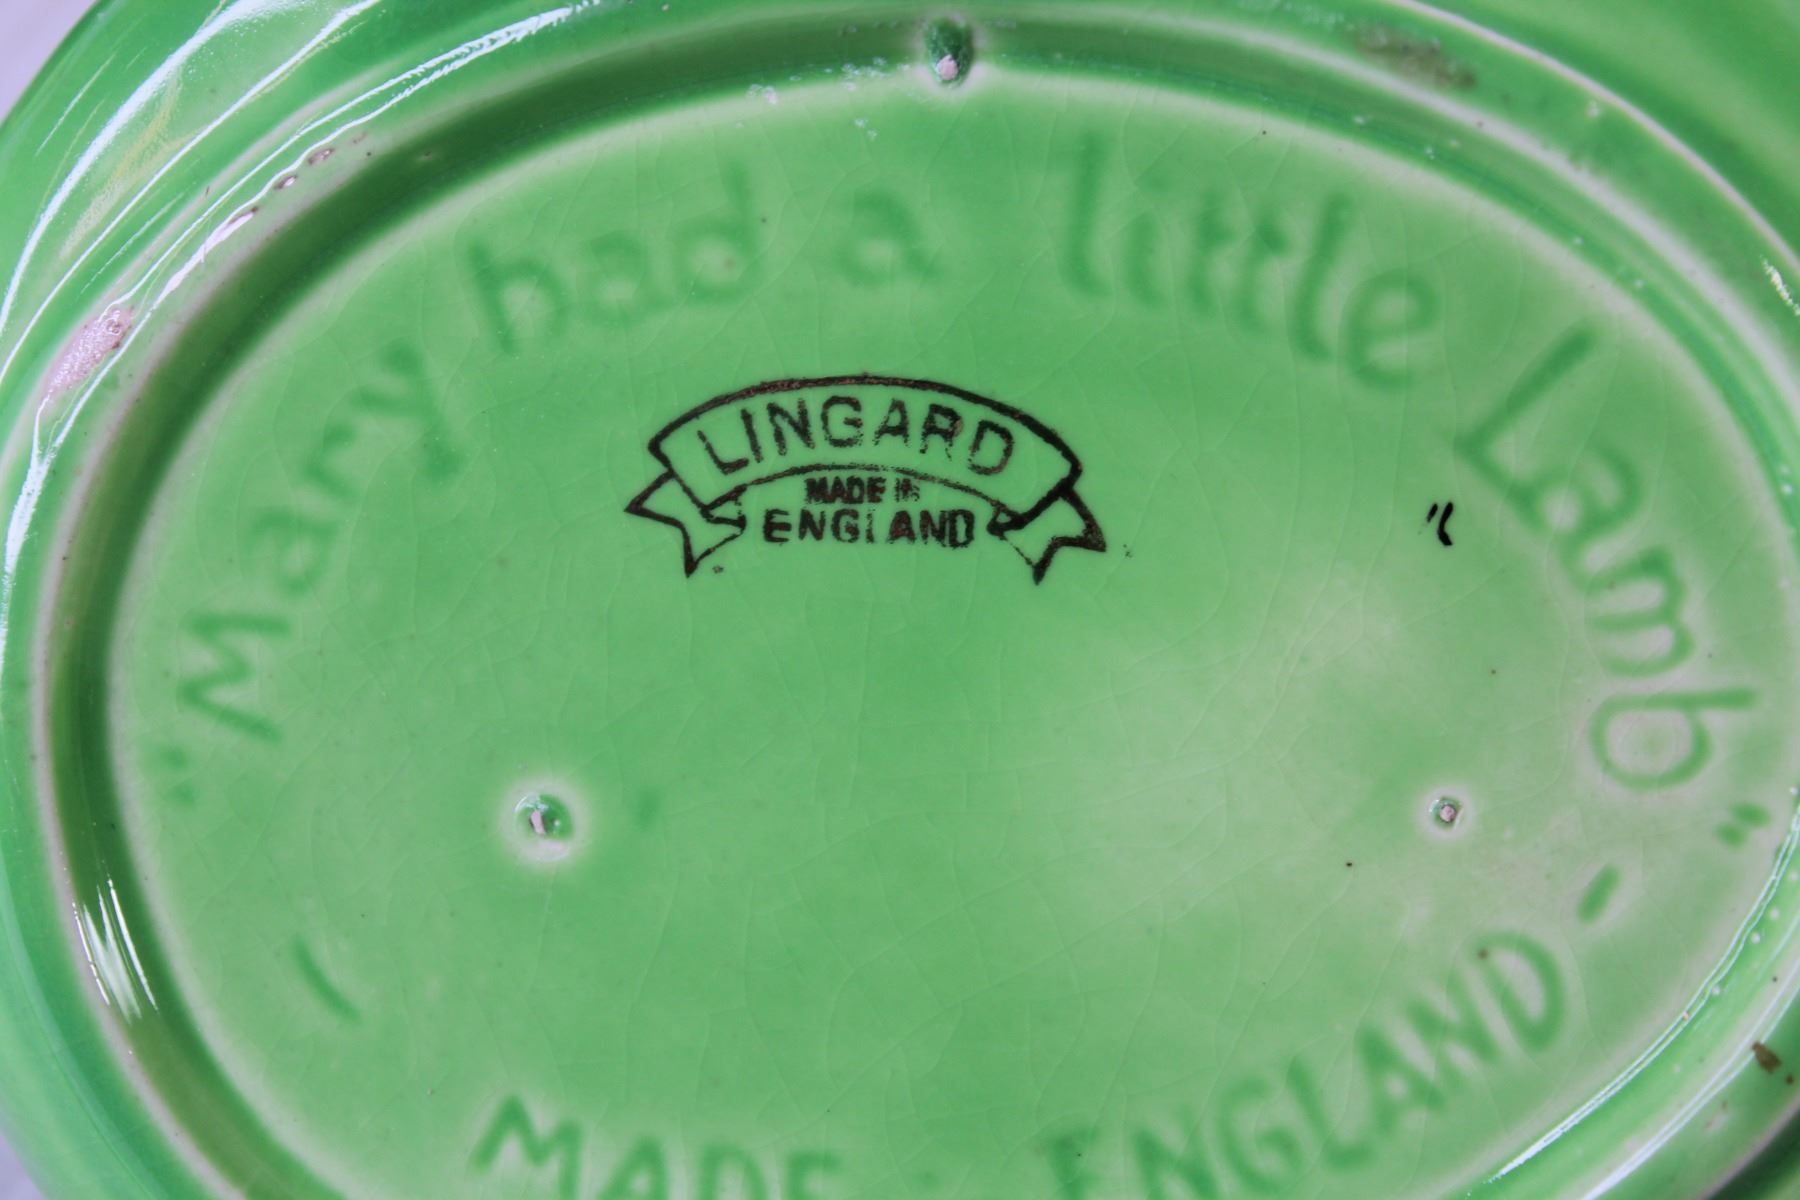 "Mary had a little Lamb"
LINGARD
MADE IN
ENGLAND
- MADE ENGLAND -